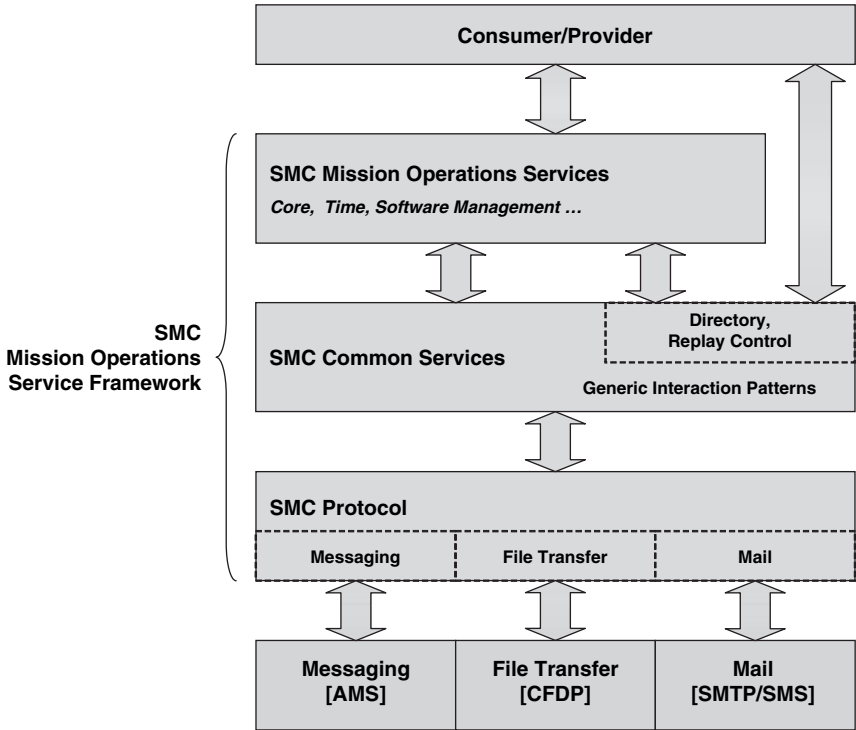 Consumer/Provider
SMC Mission Operations Services
Core, Time, Software Management ...
SMC
Mission Operations
Service Framework
Directory,
Replay Control
SMC Common Services
Generic Interaction Patterns
SMC Protocol
Messaging
File Transfer
Mail
Messaging
[AMS]
File Transfer
[CFDP]
Mail
[SMTP/SMS]